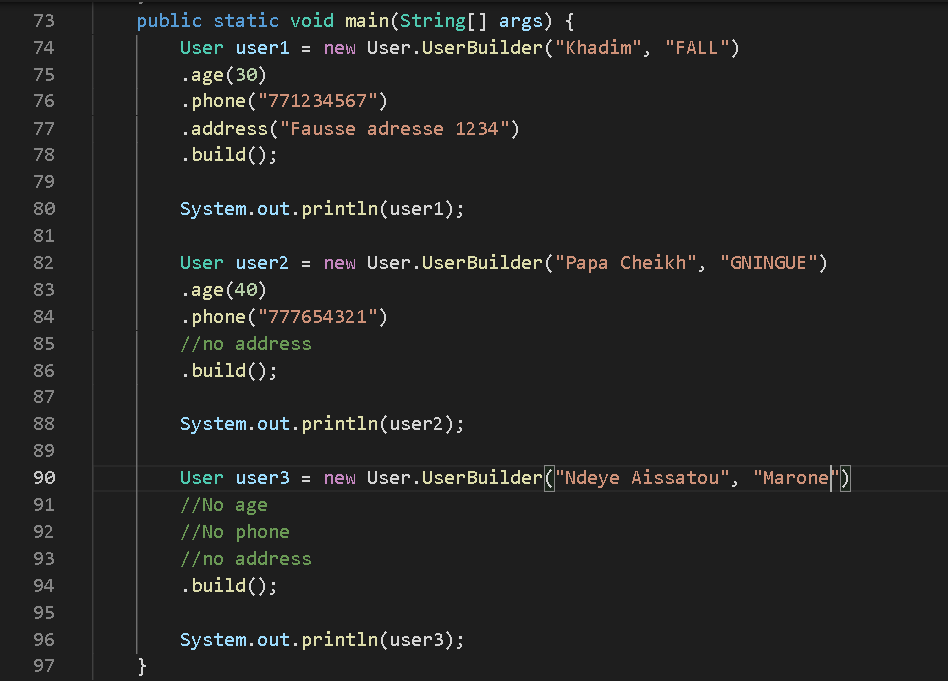 73 public static void main(String[] args) {
74 User user1 = new User.UserBuilder("Khadim", "FALL")
75 .age(30)
76 .phone("771234567")
77 .address("Fausse adresse 1234")
78 .build();
79
80 System.out.println(user1);
81
82 User user2 = new User.UserBuilder("Papa Cheikh", "GNINGUE")
83 .age(40)
84 .phone("777654321")
85 //no address
86 .build();
87
88 System.out.println(user2);
89
90 User user3 = new User.UserBuilder("Ndeye Aissatou", "Marone")
91 //No age
92 //No phone
93 //no address
94 .build();
95
96 System.out.println(user3);
97 }